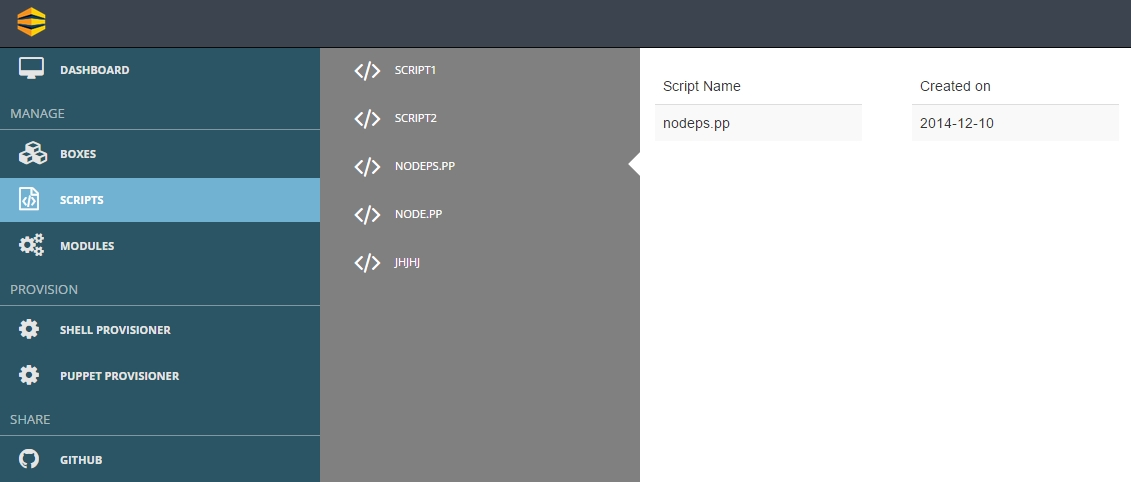 DASHBOARD
MANAGE
BOXES
SCRIPTS
MODULES
PROVISION
SHELL PROVISIONER
PUPPET PROVISIONER
SHARE
GITHUB
SCRIPT1
SCRIPT2
NODEPS.PP
NODE.PP
JHJHJ
Script Name
nodeps.pp
Created on
2014-12-10